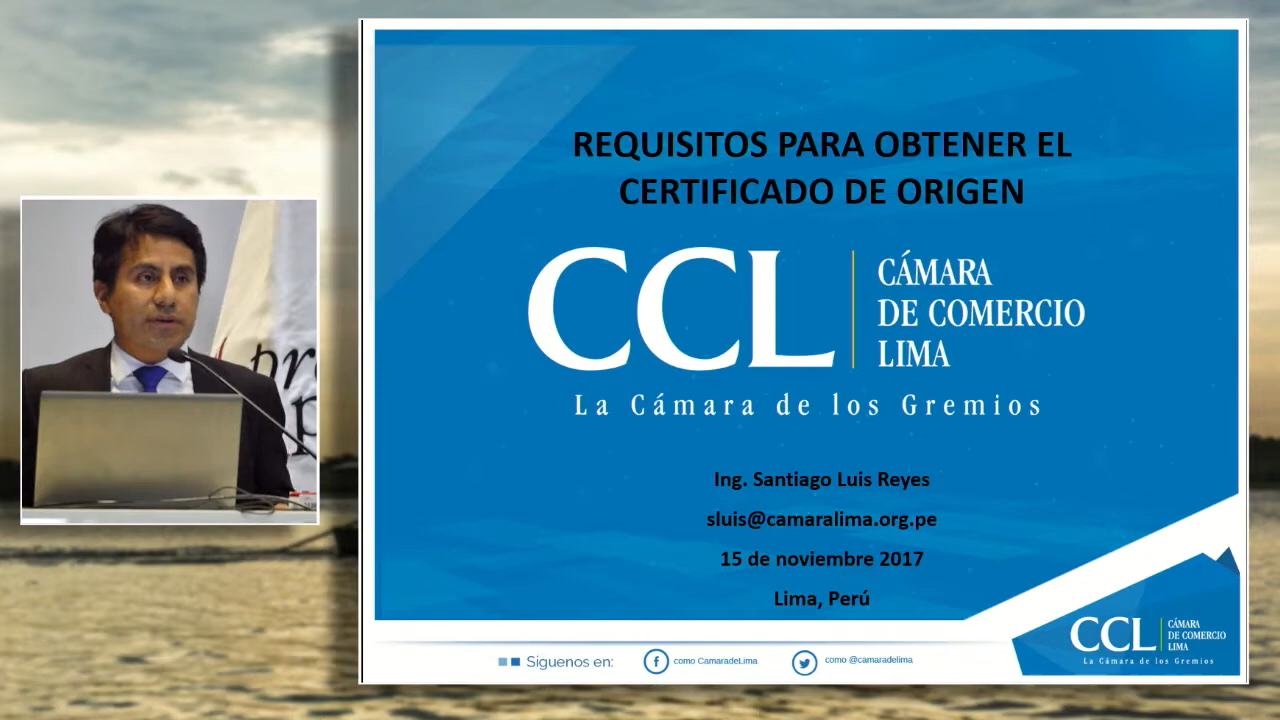 REQUISITOS PARA OBTENER EL
CERTIFICADO DE ORIGEN
CCL
CÁMARA
DE COMERCIO
LIMA
La Cámara de los Gremios
Ing. Santiago Luis Reyes
sluis@camaralima.org.pe
15 de noviembre 2017
Lima, Perú
Síguenos en:
como CamaradeLima
como @camaradelima
CCL
CÁMARA
DE COMERCIO
LIMA
La Cámara de los Gremios